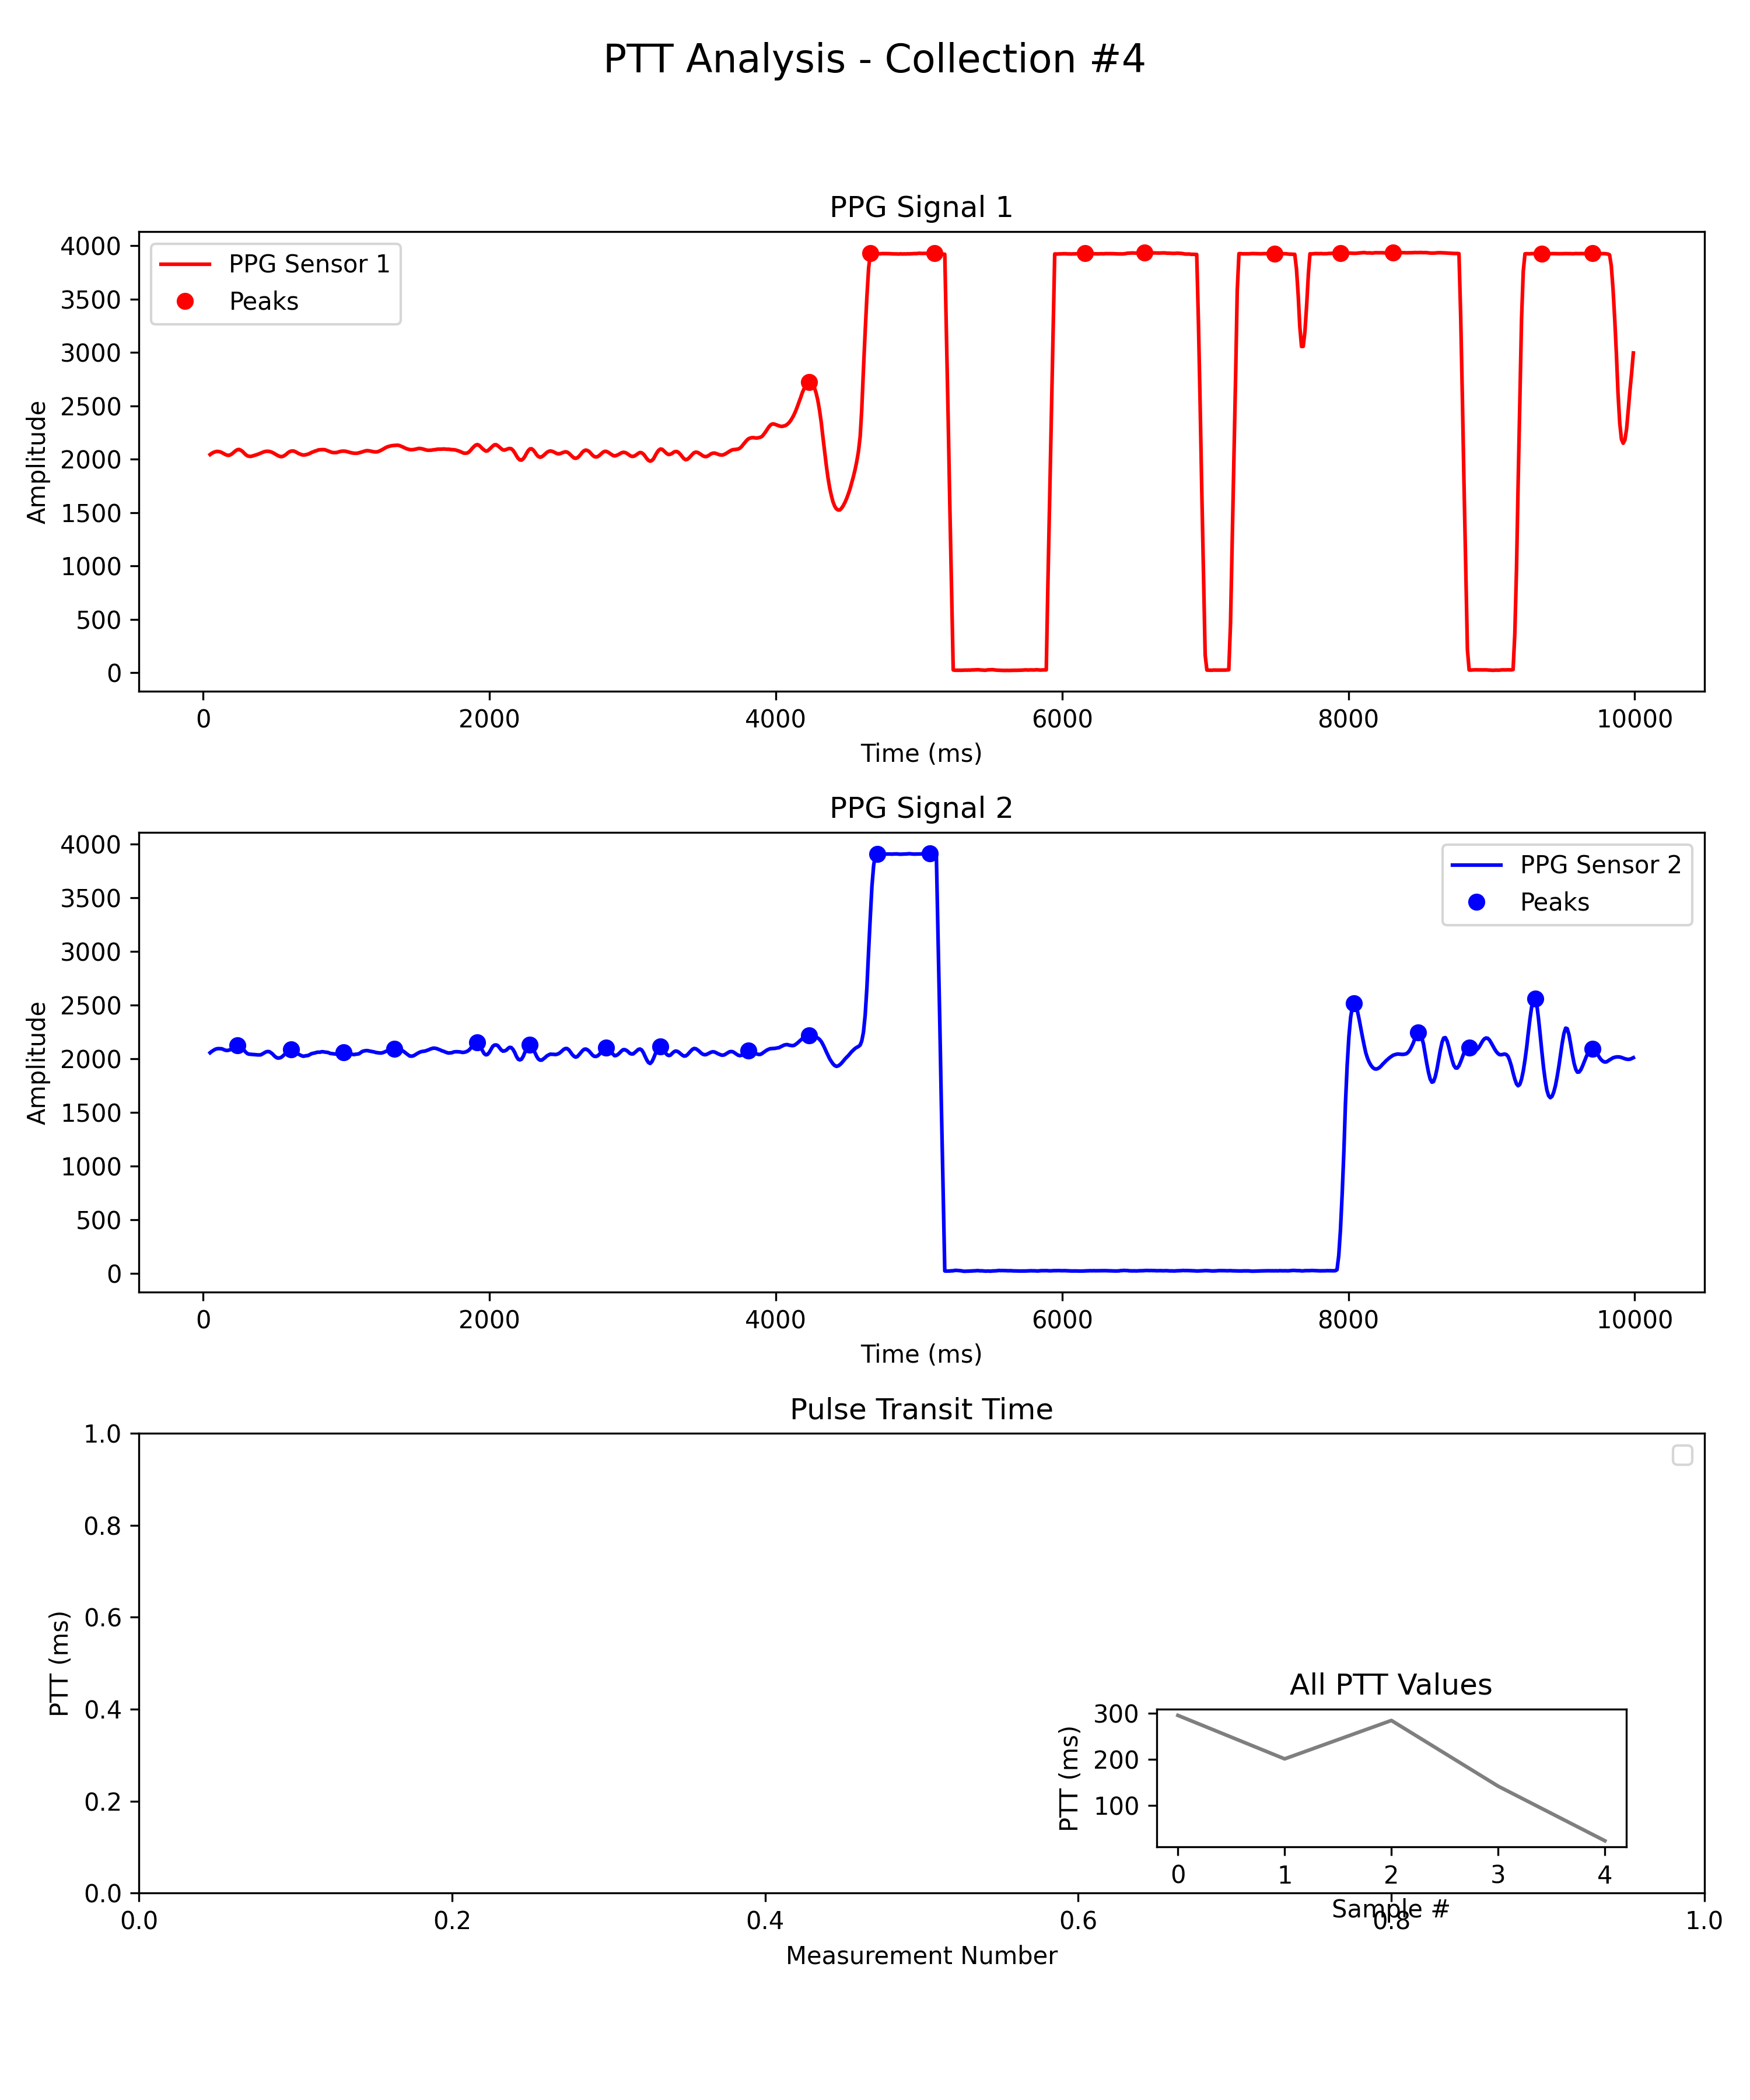 PTT Analysis - Collection #4
PPG Signal 1
4000
3500
3000
2500
2000
1500
1000
500
0
Amplitude
PPG Sensor 1
Peaks
0 2000 4000 6000 8000 10000
Time (ms)
PPG Signal 2
4000
3500
3000
2500
2000
1500
1000
500
0
Amplitude
PPG Sensor 2
Peaks
0 2000 4000 6000 8000 10000
Time (ms)
Pulse Transit Time
1.0
0.8
0.6
0.4
0.2
0.0
PTT (ms)
All PTT Values
300
200
100
PTT (ms)
0 1 2 3 4
Sample #
0.0 0.2 0.4 0.6 0.8 1.0
Measurement Number